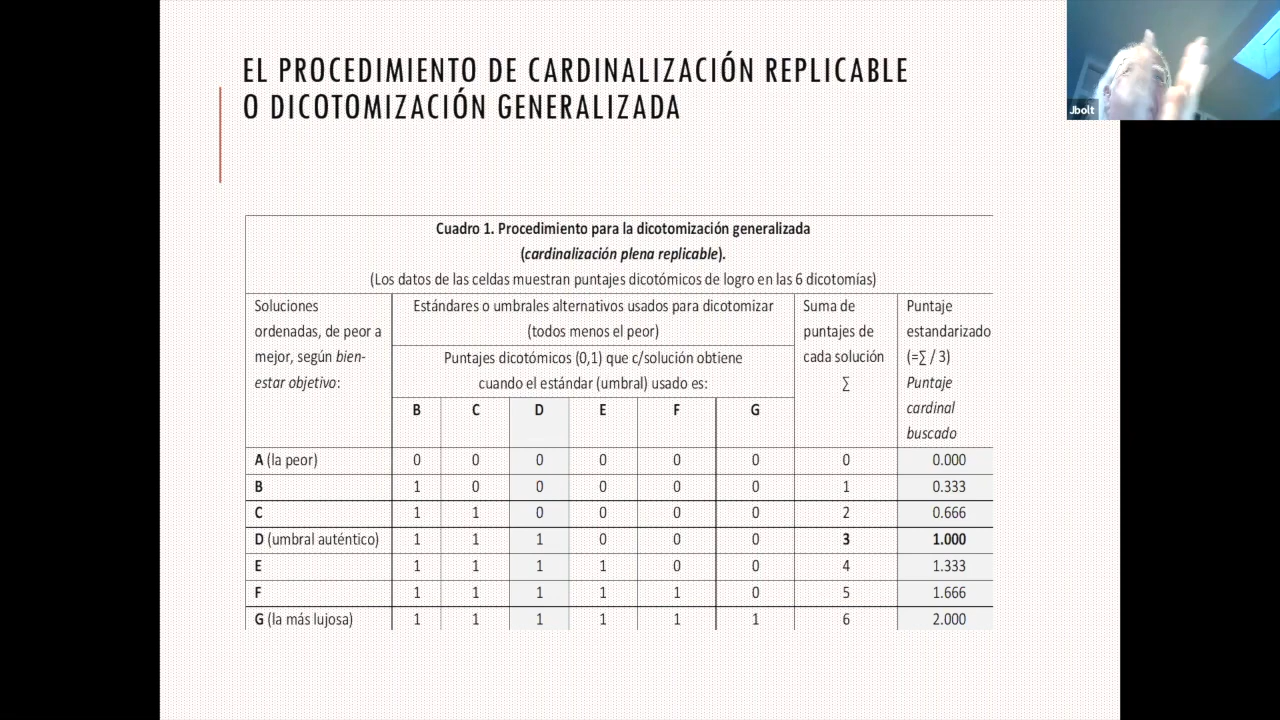 EL PROCEDIMIENTO DE CARDINALIZACIÓN REPLICABLE
O DICOTOMIZACIÓN GENERALIZADA
Jbolt
Cuadro 1. Procedimiento para la dicotomización generalizada
(cardinalización plena replicable).
(Los datos de las celdas muestran puntajes dicotómicos de logro en las 6 dicotomías)
Soluciones
ordenadas, de peor a
mejor, según bien-
estar objetivo:
Estándares o umbrales alternativos usados para dicotomizar
(todos menos el peor)
Puntajes dicotómicos (0,1) que c/solución obtiene
cuando el estándar (umbral) usado es:
B C D E F G
Suma de
puntajes de
cada solución
∑
Puntaje
estandarizado
(=∑ / 3)
Puntaje
cardinal
buscado
A (la peor) 0 0 0 0 0 0 0 0.000
B 1 0 0 0 0 0 1 0.333
C 1 1 0 0 0 0 2 0.666
D (umbral auténtico) 1 1 1 0 0 0 3 1.000
E 1 1 1 1 0 0 4 1.333
F 1 1 1 1 1 0 5 1.666
G (la más lujosa) 1 1 1 1 1 1 6 2.000